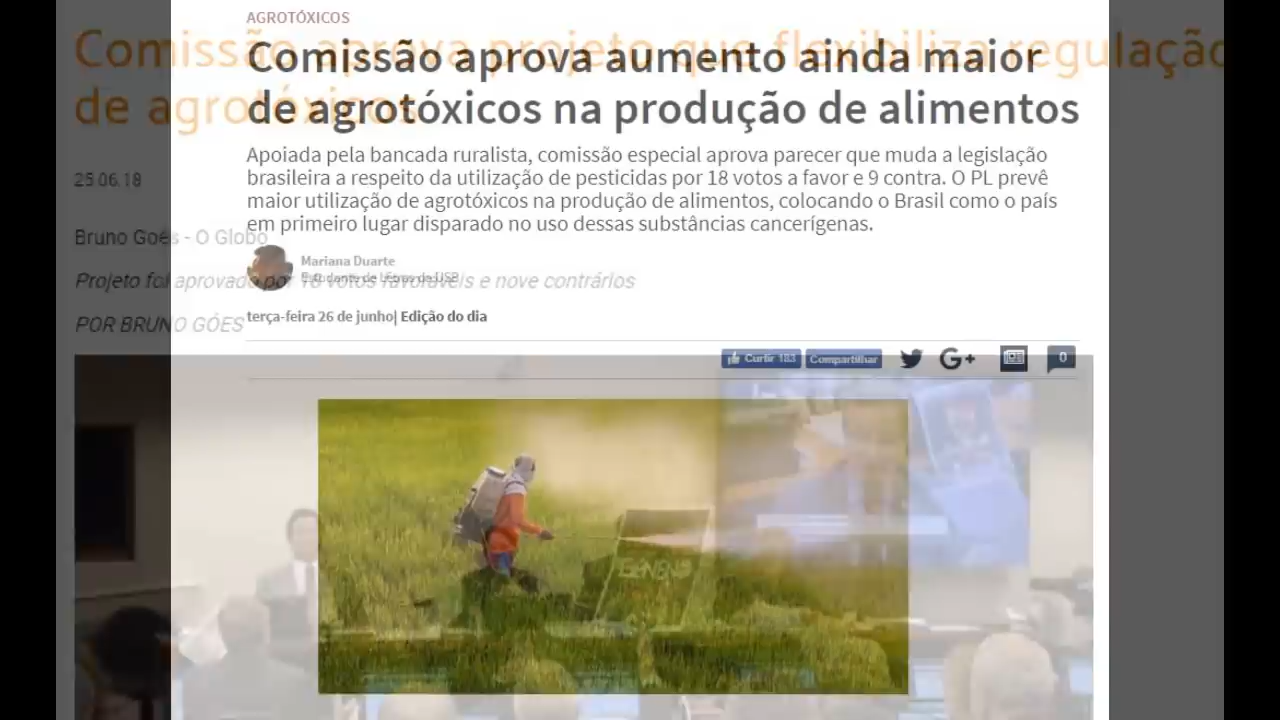 AGROTÓXICOS
Comissão aprova projeto que flexibiliza regulação
de agrotóxicos
Comissão aprova aumento ainda maior
de agrotóxicos na produção de alimentos
Apoiada pela bancada ruralista, comissão especial aprova parecer que muda a legislação
brasileira a respeito da utilização de pesticidas por 18 votos a favor e 9 contra. O PL prevê
maior utilização de agrotóxicos na produção de alimentos, colocando o Brasil como o país
em primeiro lugar disparado no uso dessas substâncias cancerígenas.
25.06.18
Bruno Góes - O Globo
Mariana Duarte
Estudante de Letras da USP
Projeto foi aprovado por 18 votos favoráveis e nove contrários
terça-feira 26 de junho| Edição do dia
POR BRUNO GÓES
Curtir 183
Compartilhar
G+
0